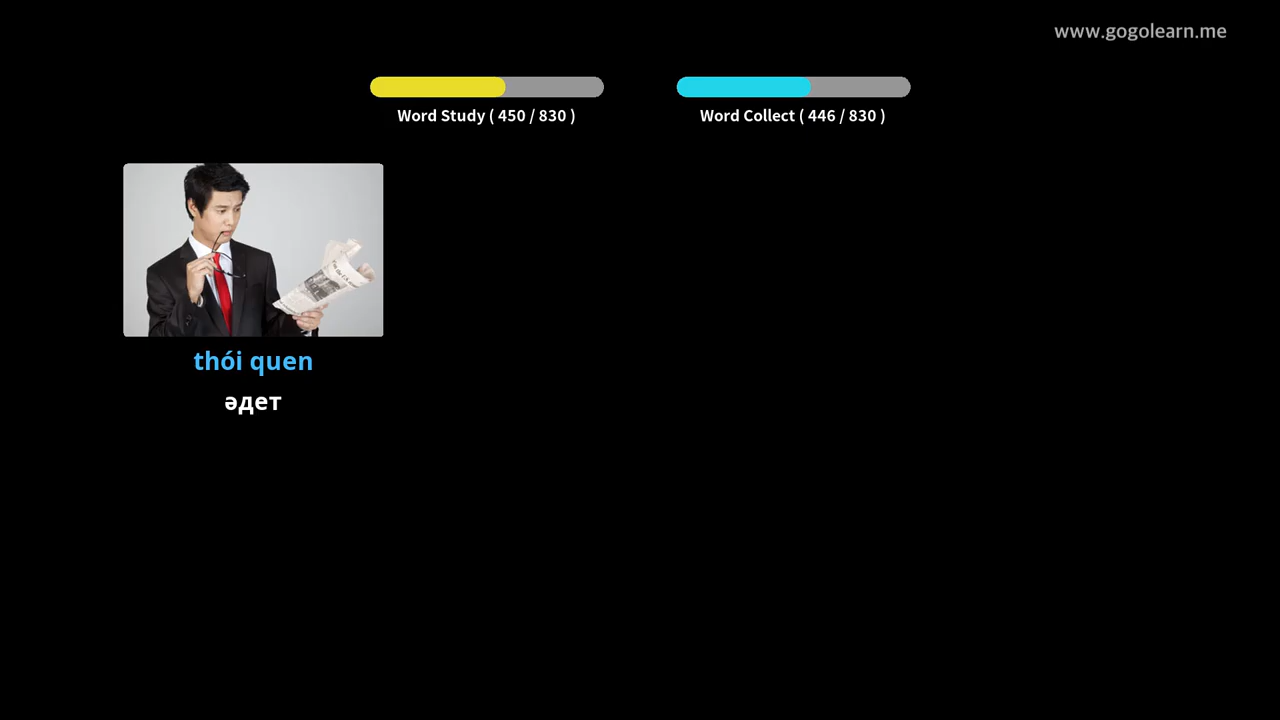 www.gogolearn.me
Word Study ( 450 / 830 )
Word Collect ( 446 / 830 )
thói quen
әдет